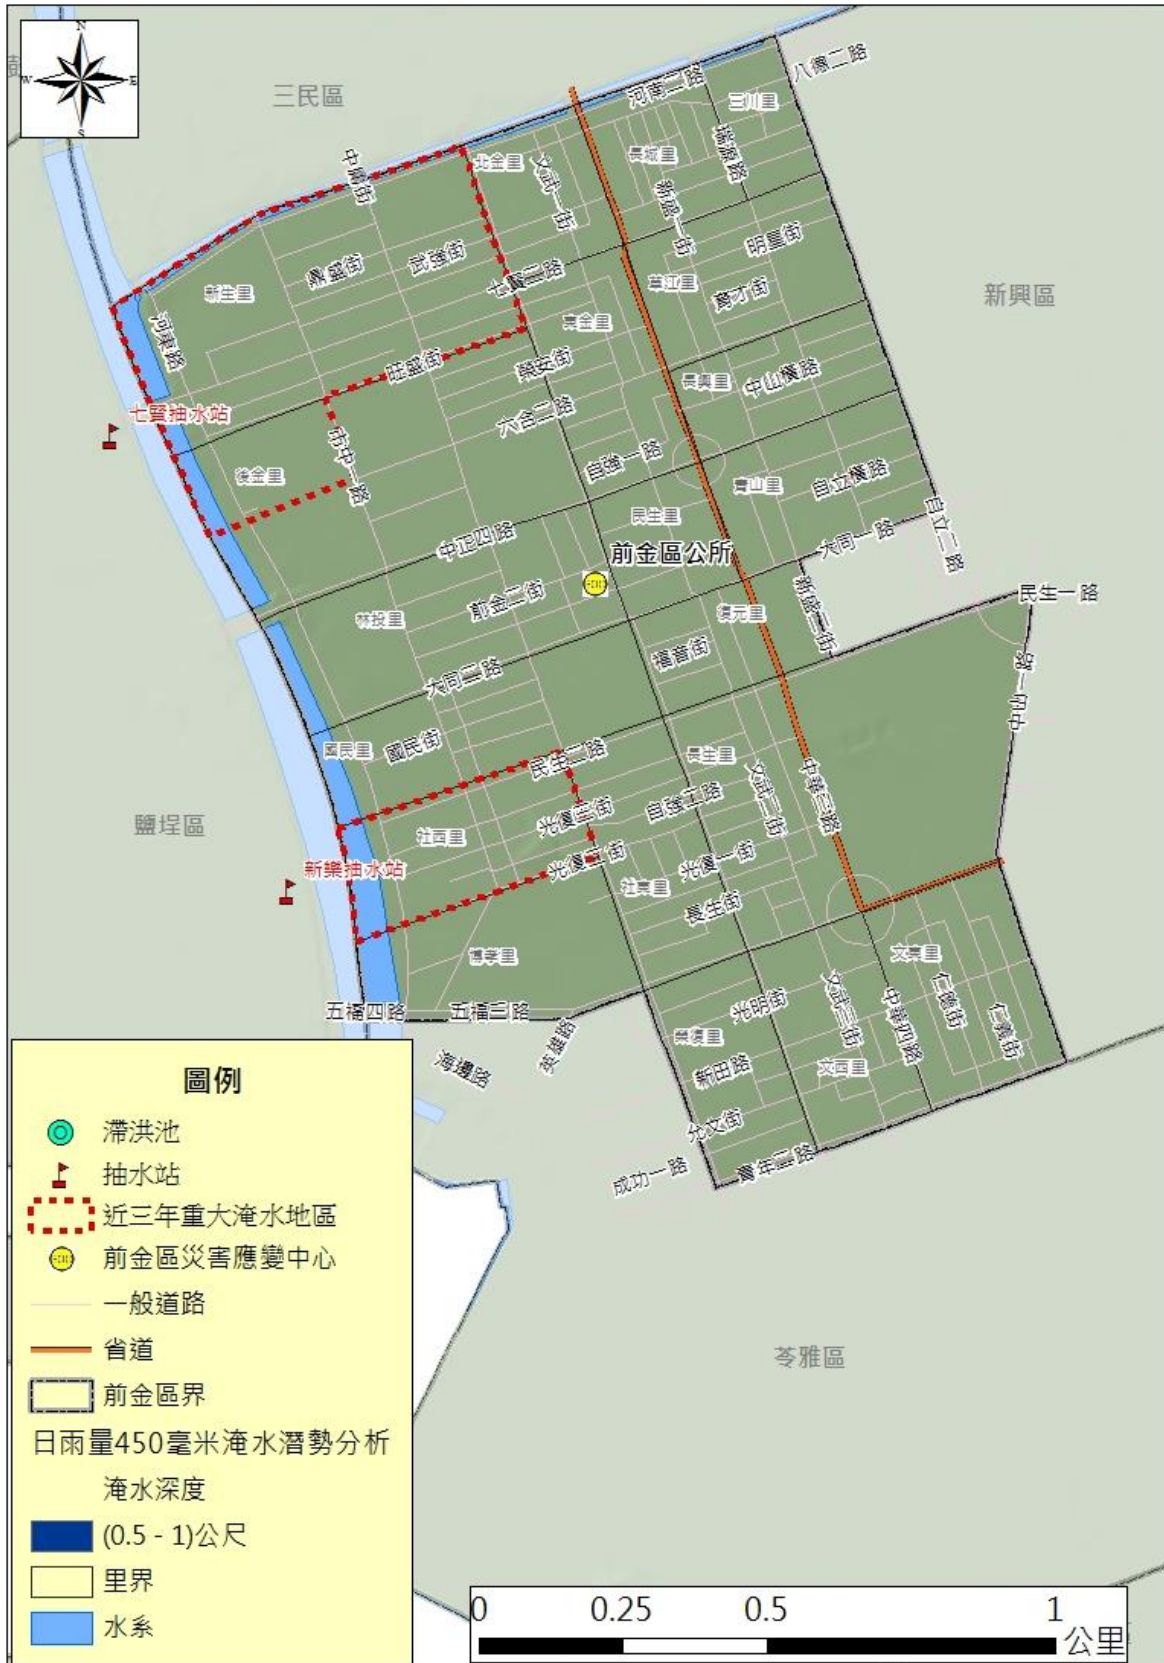 N
W
E
S
三民區
八德二路
河南二路
三川里
瑞源路
長城里
北金里
文武一街
新盛一街
中庸街
明星街
武強街
鼎盛街
七賢二路
草江里
育才街
新興區
新生里
河東路
青金里
旺盛街
榮安街
長興里
中山橫路
六合二路
七賢抽水站
市中一路
自強一路
後金里
青山里
自立橫路
民生里
自立二路
中正四路
大同一路
前金區公所
前金二街
新盛二街
民生一路
林投里
復元里
大同二路
福音街
中山一路
國民里
國民街
民生二路
長生里
中華三路
文武二街
自強二路
光復三街
鹽埕區
社西里
光復二街
光復一街
新樂抽水站
社東里
長生街
博孝里
文東里
五福四路
五福三路
光明街
文武三街
中華四路
仁德街
仁義街
英雄路
海邊路
榮復里
新田路
文西里
允文街
成功一路
青年二路
苓雅區
圖例
滯洪池
抽水站
近三年重大淹水地區
前金區災害應變中心
一般道路
省道
前金區界
日雨量450毫米淹水潛勢分析
淹水深度
(0.5 - 1)公尺
里界
水系
0 0.25 0.5 1
公里